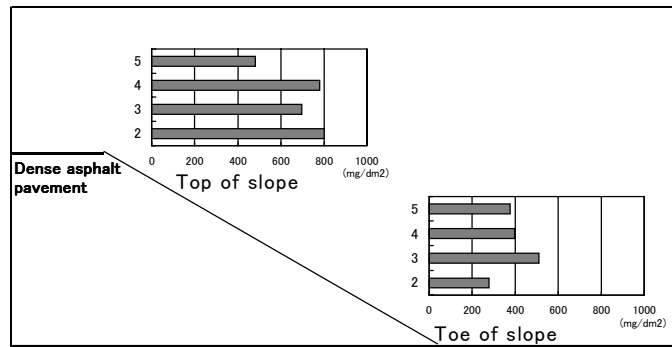 5
4
3
2
0 200 400 600 800 1000
(mg/dm2)
Top of slope
Dense asphalt
pavement
5
4
3
2
0 200 400 600 800 1000
(mg/dm2)
Toe of slope